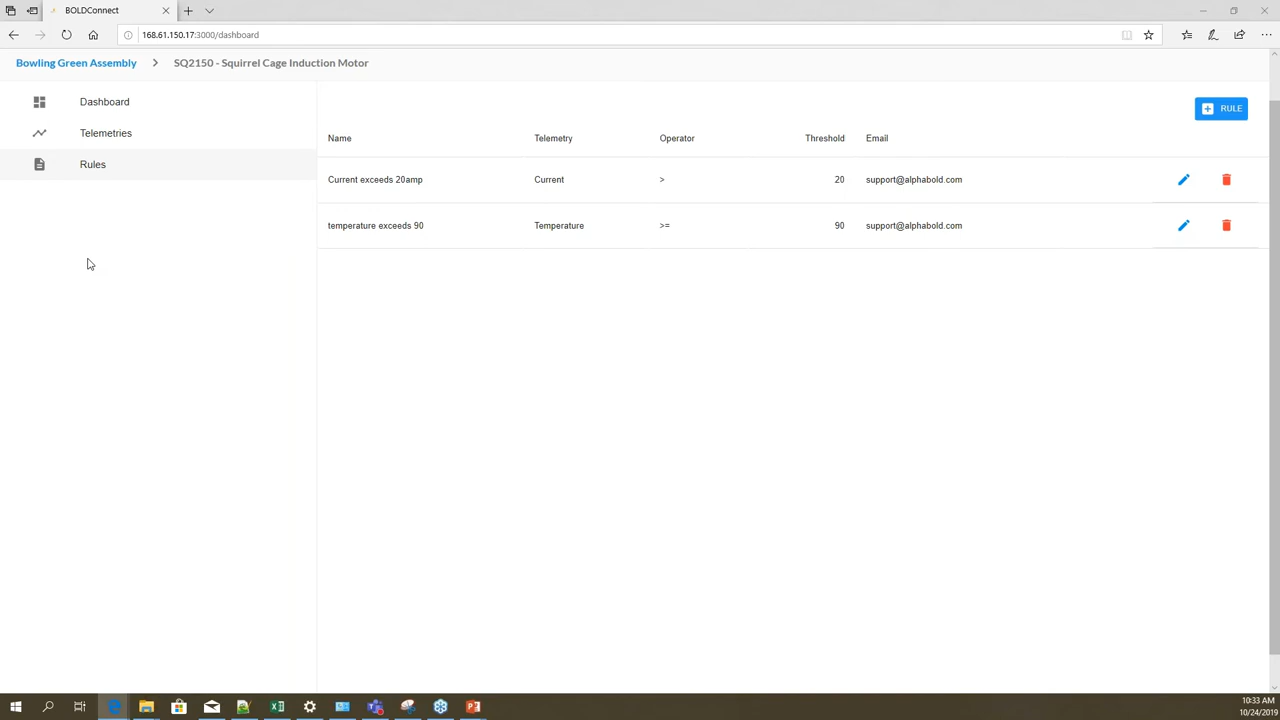 BOLDConnect
168.61.150.17:3000/dashboard
Bowling Green Assembly > SQ2150 - Squirrel Cage Induction Motor
Dashboard
Telemetries
Rules
RULE
Name Telemetry Operator Threshold Email
Current exceeds 20amp Current > 20 support@alphabold.com
temperature exceeds 90 Temperature >= 90 support@alphabold.com
10:33 AM
10/24/2019